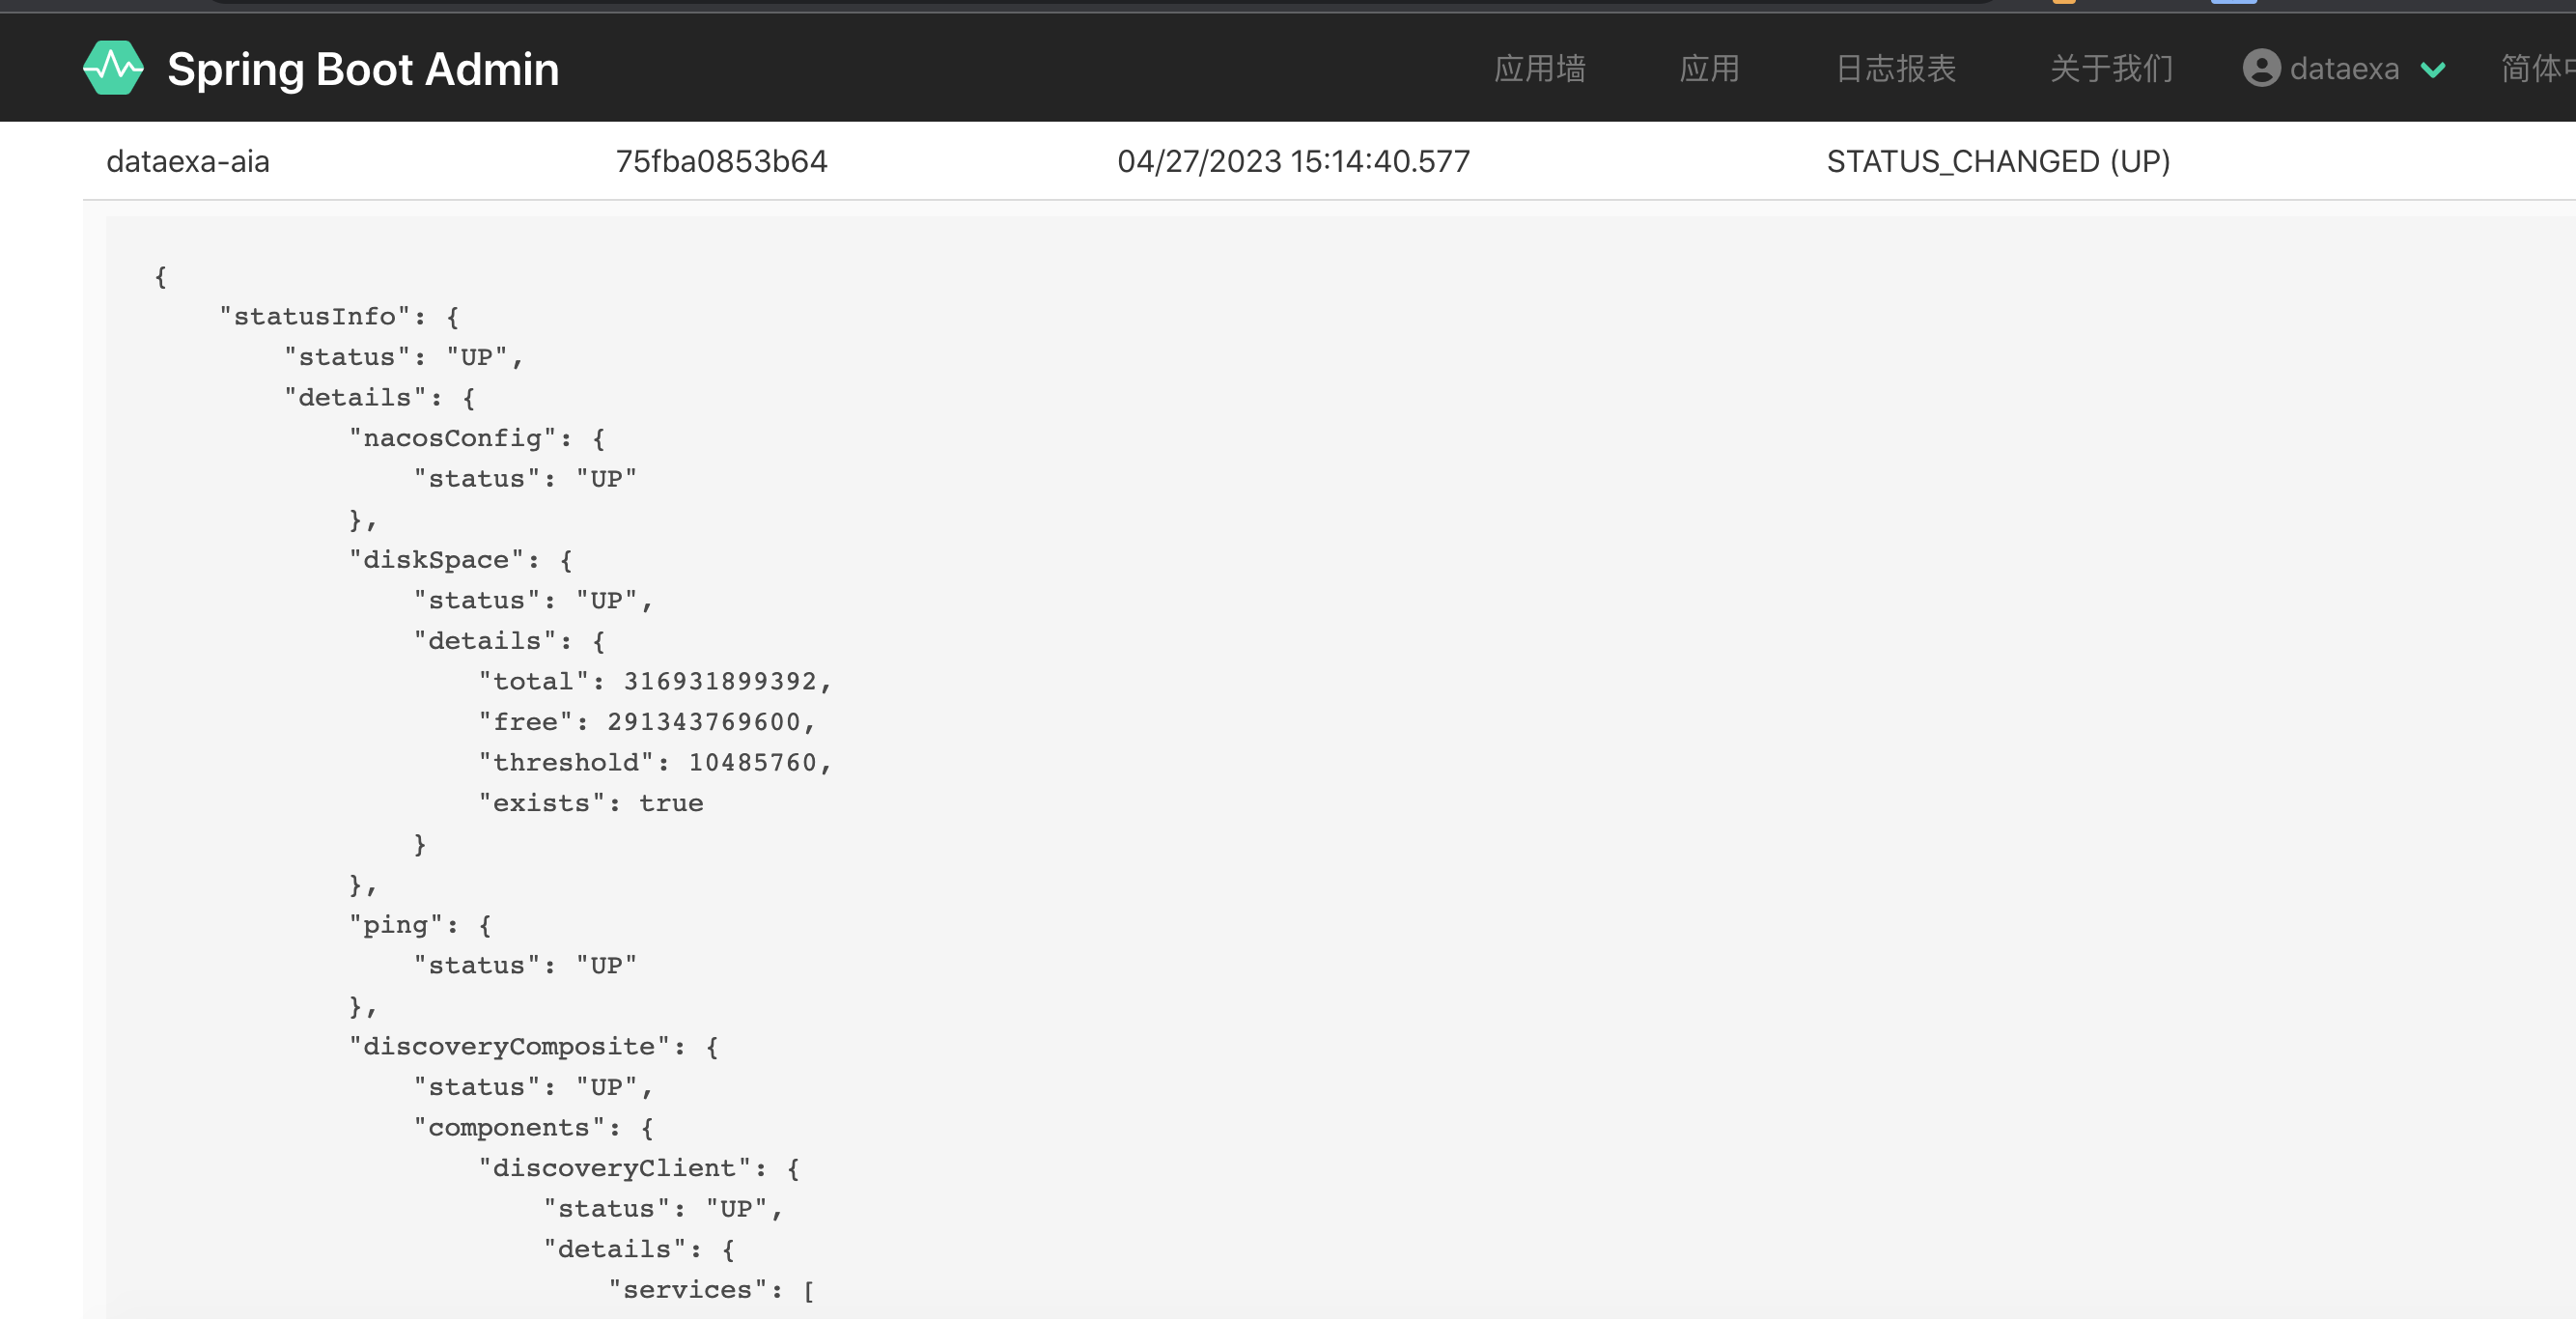 Spring Boot Admin 应用墙 应用 日志报表 关于我们 dataexa 简体
dataexa-aia 75fba0853b64 04/27/2023 15:14:40.577 STATUS_CHANGED (UP)
{
"statusInfo": {
"status": "UP",
"details": {
"nacosConfig": {
"status": "UP"
},
"diskSpace": {
"status": "UP",
"details": {
"total": 316931899392,
"free": 291343769600,
"threshold": 10485760,
"exists": true
}
},
"ping": {
"status": "UP"
},
"discoveryComposite": {
"status": "UP",
"components": {
"discoveryClient": {
"status": "UP",
"details": {
"services": [